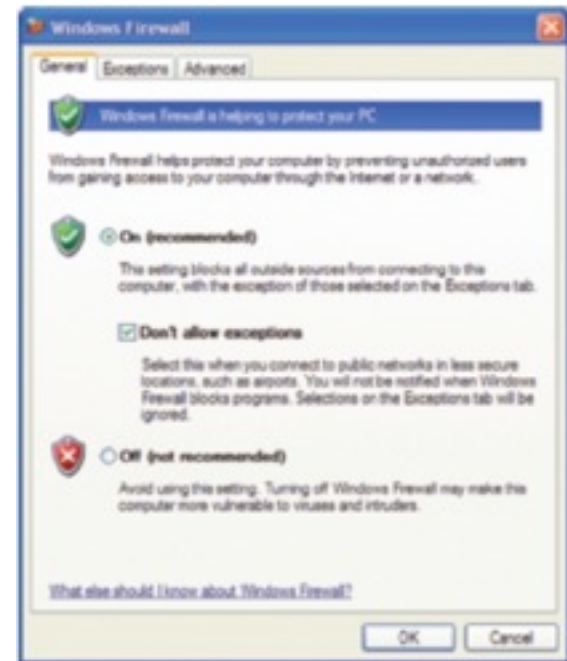 Windows Firewall
General Exceptions Advanced
Windows Firewall is helping to protect your PC
Windows Firewall helps protect your computer by preventing unauthorized users
from gaining access to your computer through the Internet or a network.
On (recommended)
This setting blocks all outside sources from connecting to this
computer, with the exception of those selected on the Exceptions tab.
Don't allow exceptions
Select this when you connect to public networks in less secure
locations, such as airports. You will not be notified when Windows
Firewall blocks programs. Selections on the Exceptions tab will be
ignored.
Off (not recommended)
Avoid using this setting. Turning off Windows Firewall may make this
computer more vulnerable to viruses and intruders.
What else should I know about Windows Firewall?
OK Cancel